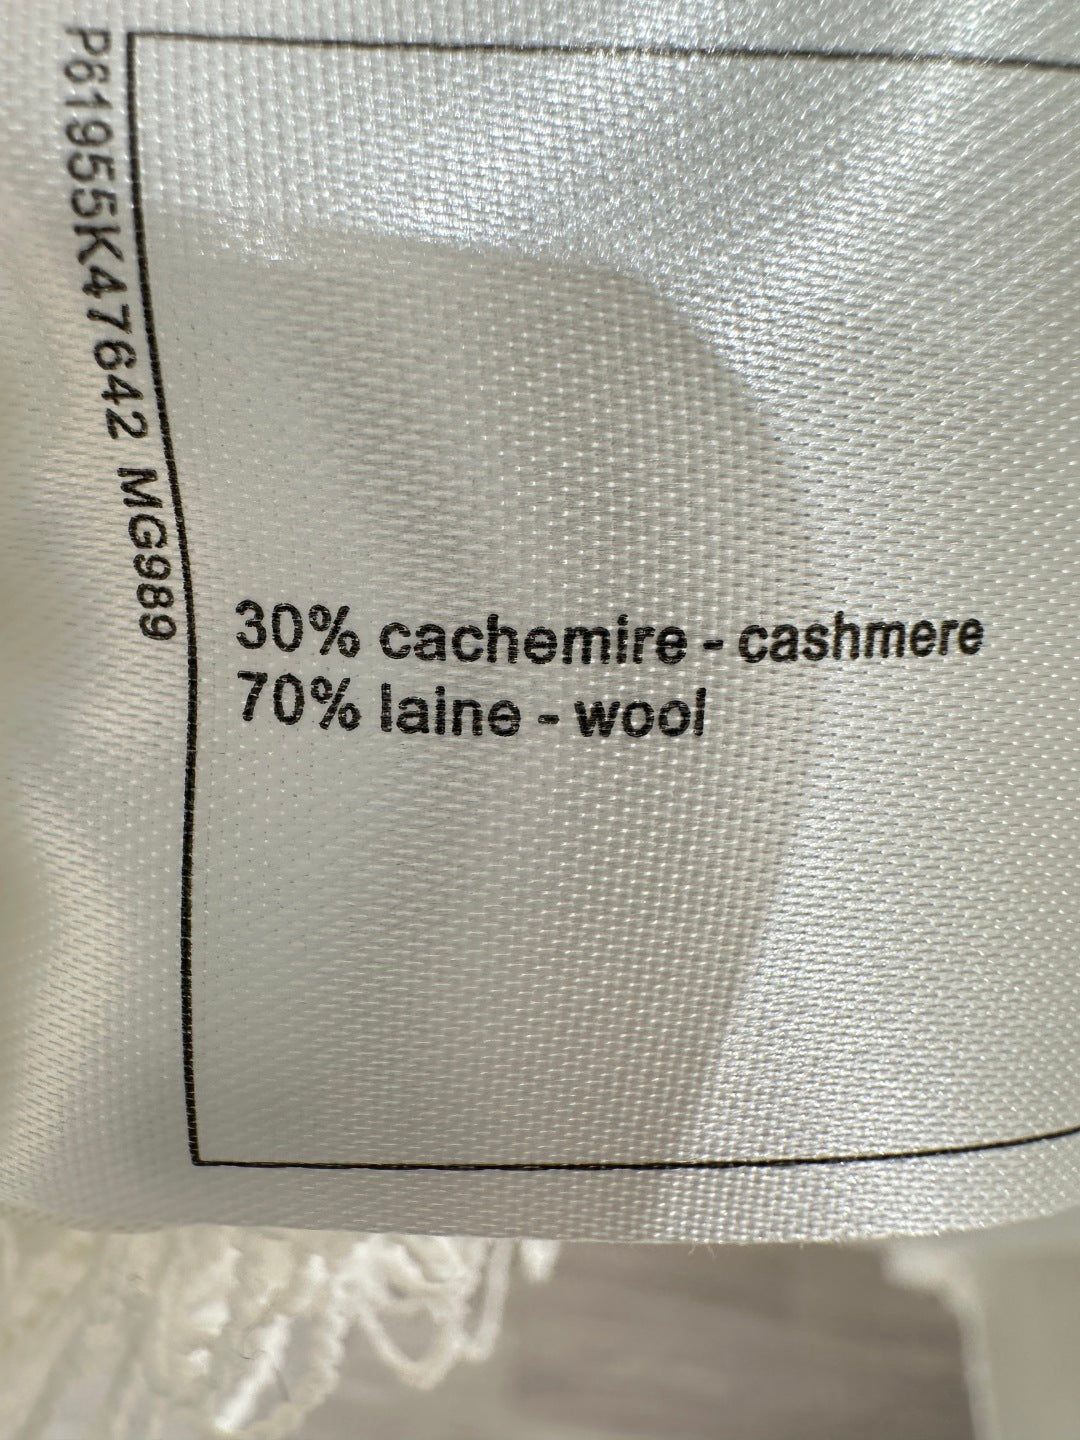 P61955K47642 MG989
30% cachemire - cashmere
70% laine - wool